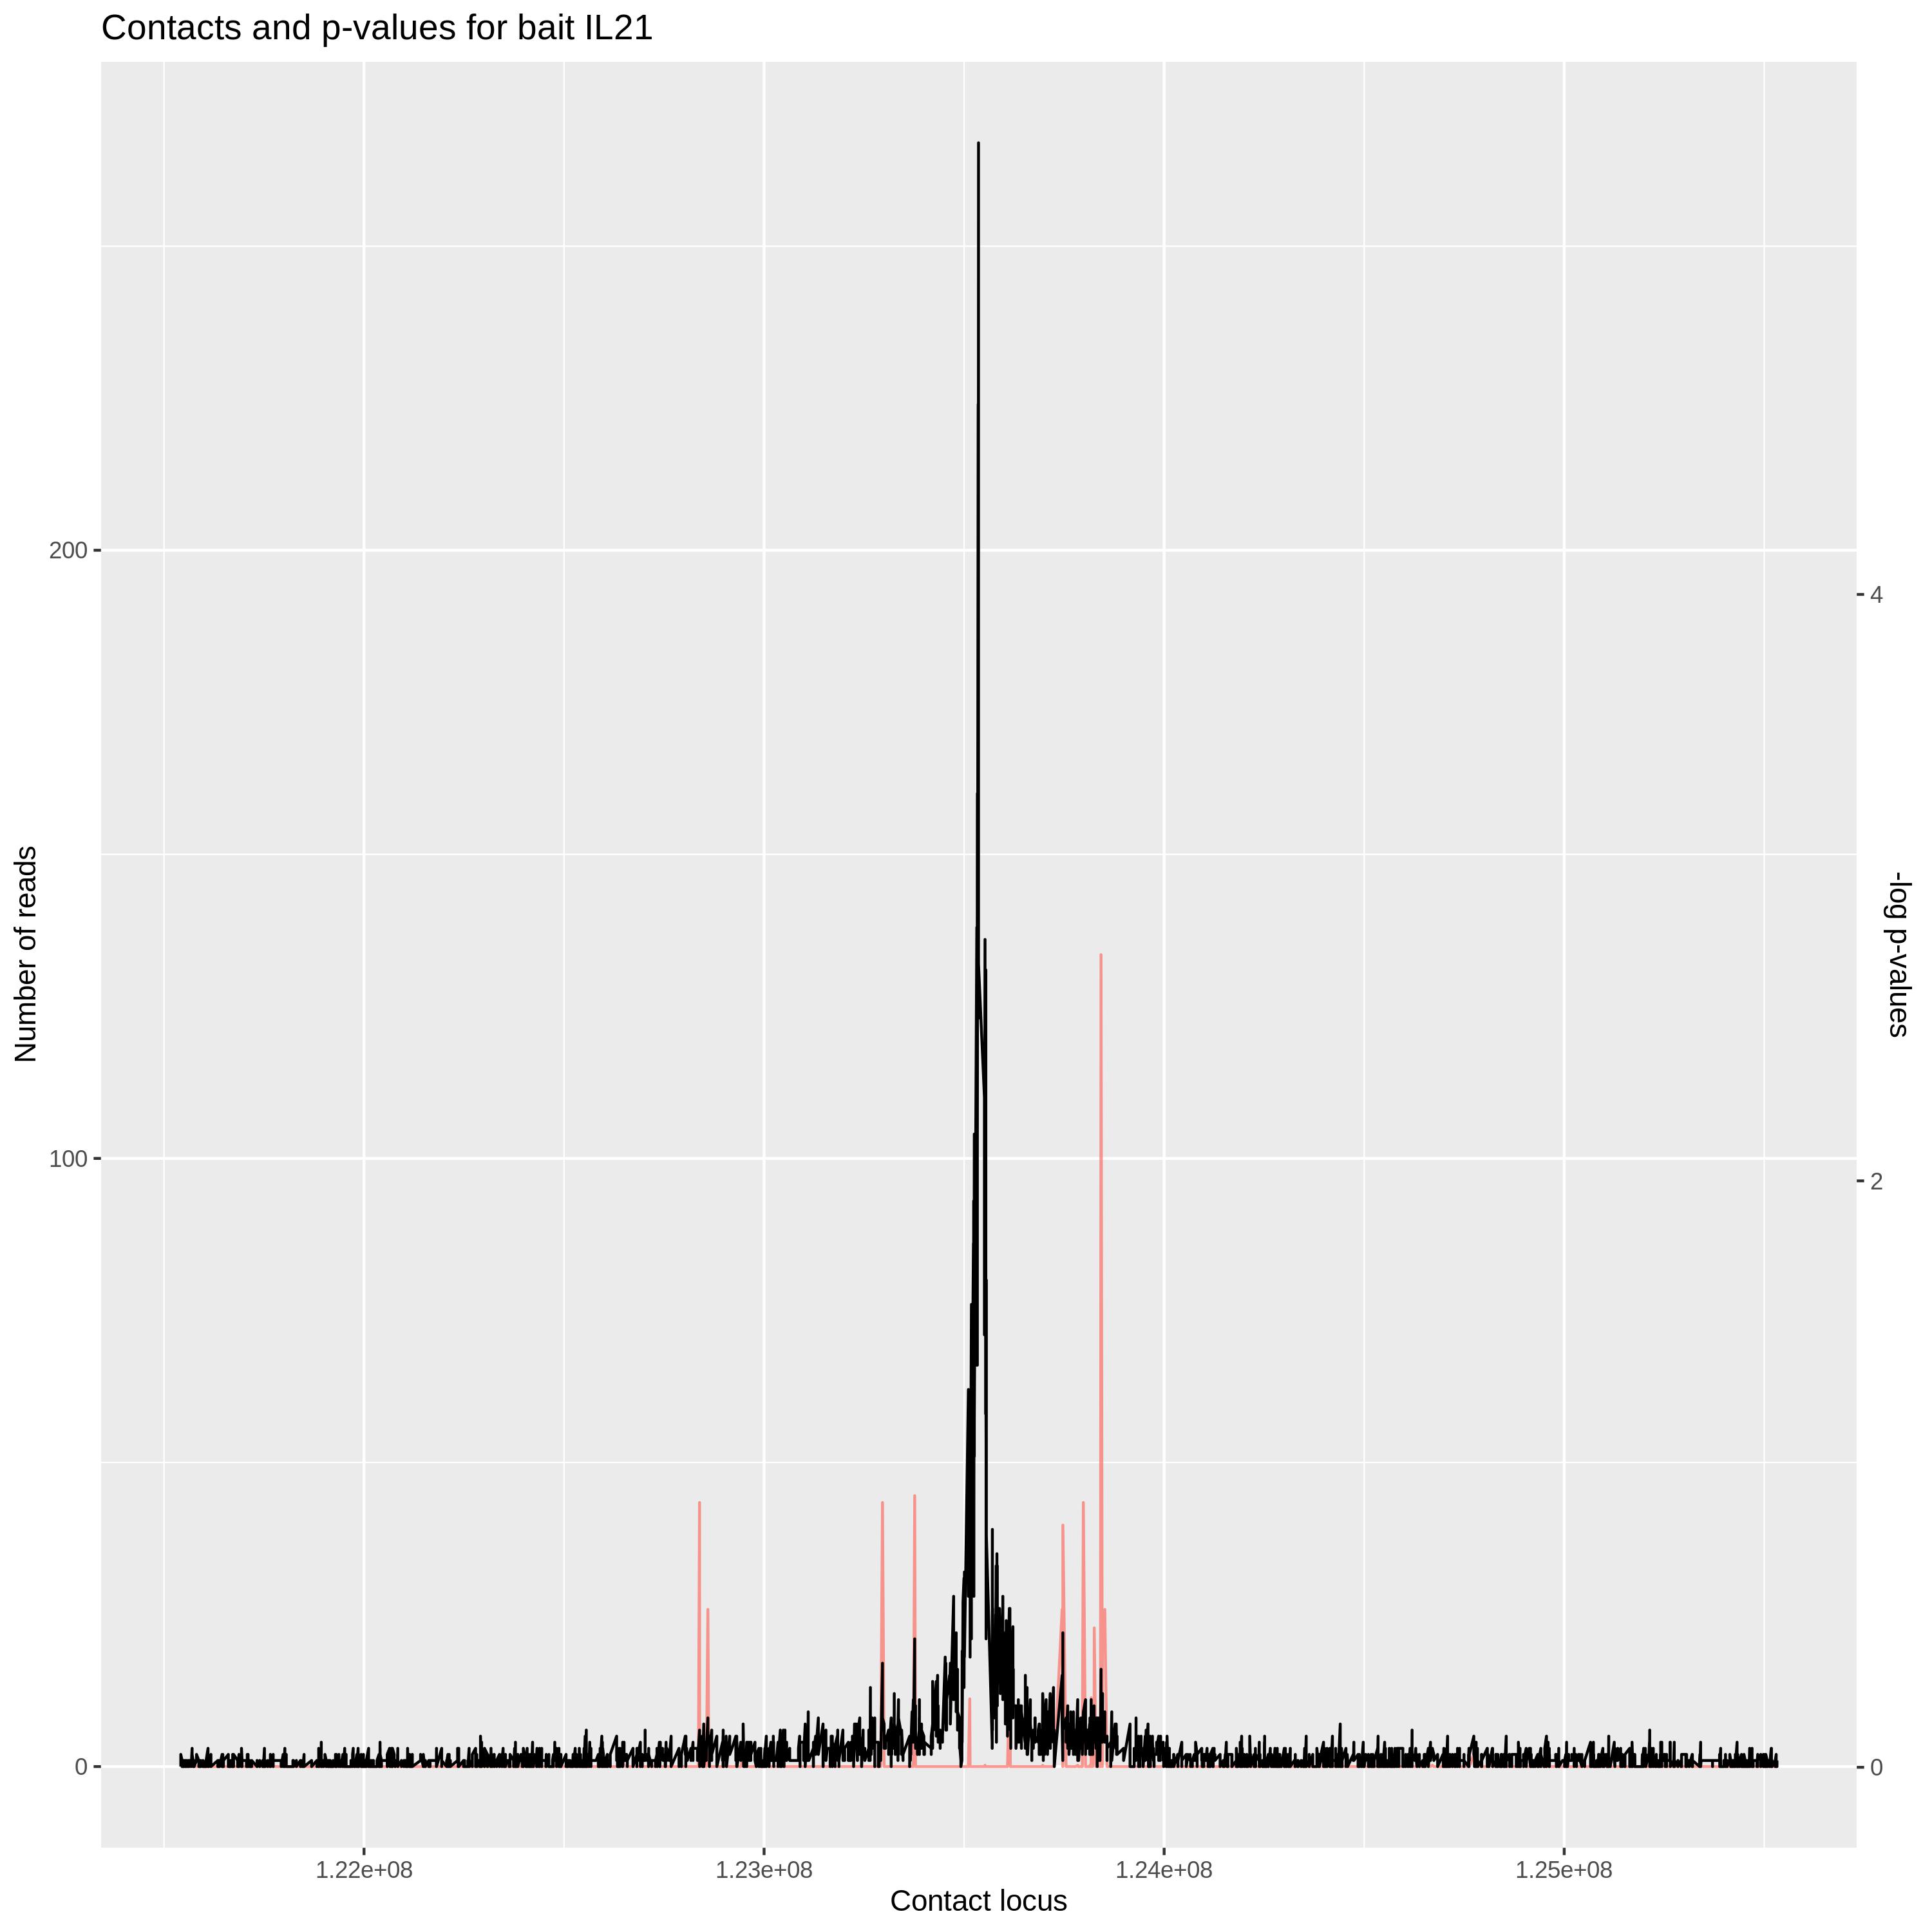 Contacts and p-values for bait IL21
Number of reads
200
100
0
4
2
0
-log p-values
1.22e+08
1.23e+08
1.24e+08
1.25e+08
Contact locus